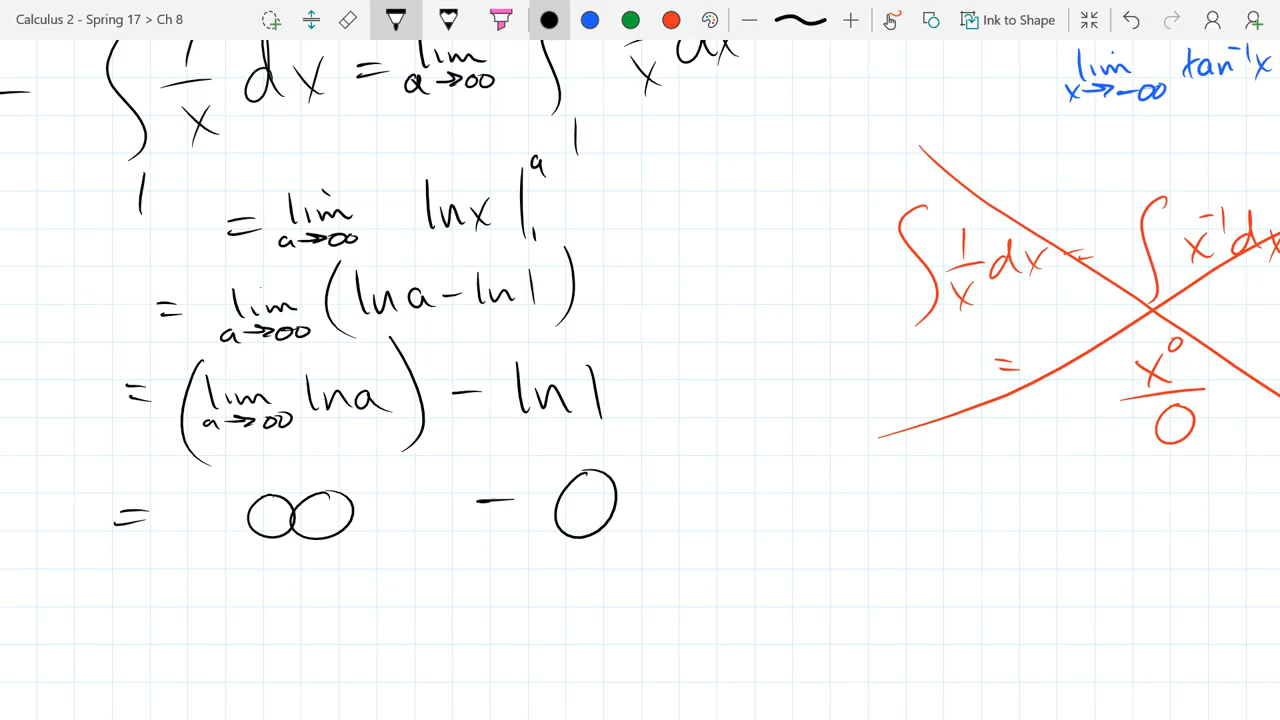 Calculus 2 - Spring 17 > Ch 8
Ink to Shape
∫ 1/x dx = lim a→∞ ∫ 1/x dx
1
1
= lim a→∞ ln x |₁ᵃ
= lim a→∞ (ln a - ln 1)
= (lim a→∞ ln a) - ln 1
= ∞ - 0
lim x→-∞ tan⁻¹x
∫ 1/x dx = ∫ x⁻¹ dx
= x⁰/0